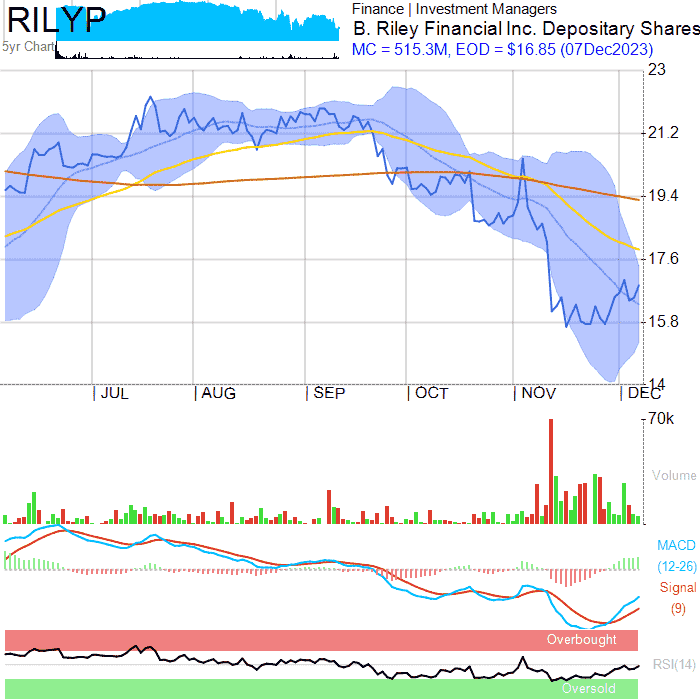 RILYP
Finance | Investment Managers
B. Riley Financial Inc. Depositary Shares
5yr Chart
MC = 515.3M, EOD = $16.85 (07Dec2023)
23
21.2
19.4
17.6
15.8
14
JUL AUG SEP OCT NOV DEC
70k
Volume
MACD
(12-26)
Signal
(9)
Overbought
RSI(14)
Oversold